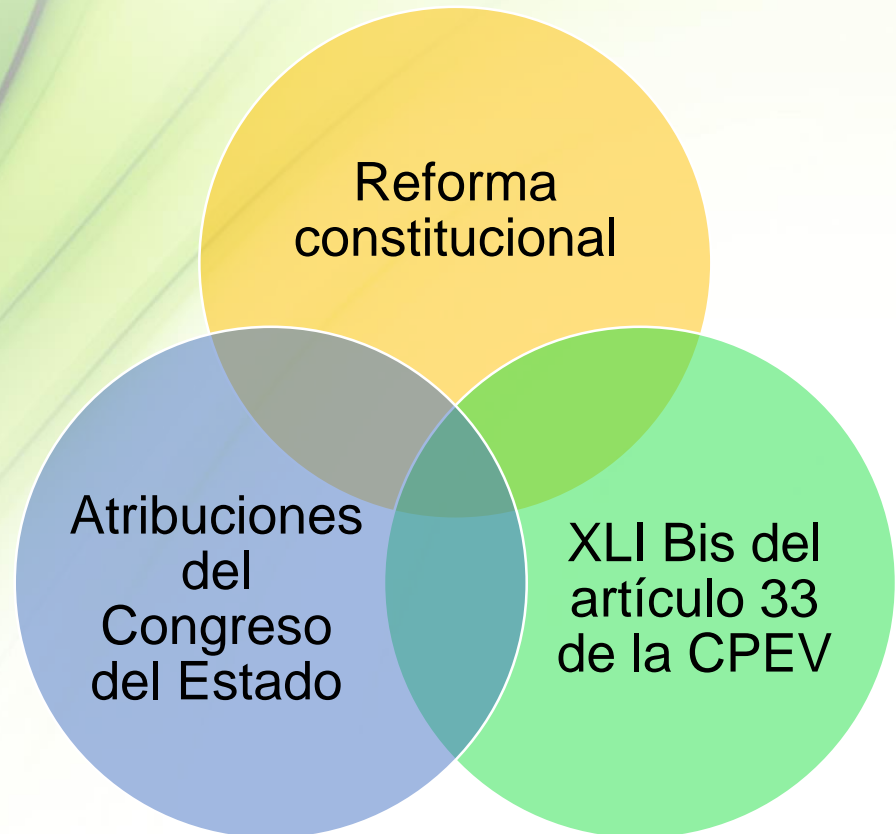 Reforma
constitucional
Atribuciones
del
Congreso
del Estado
XLI Bis del
artículo 33
de la CPEV